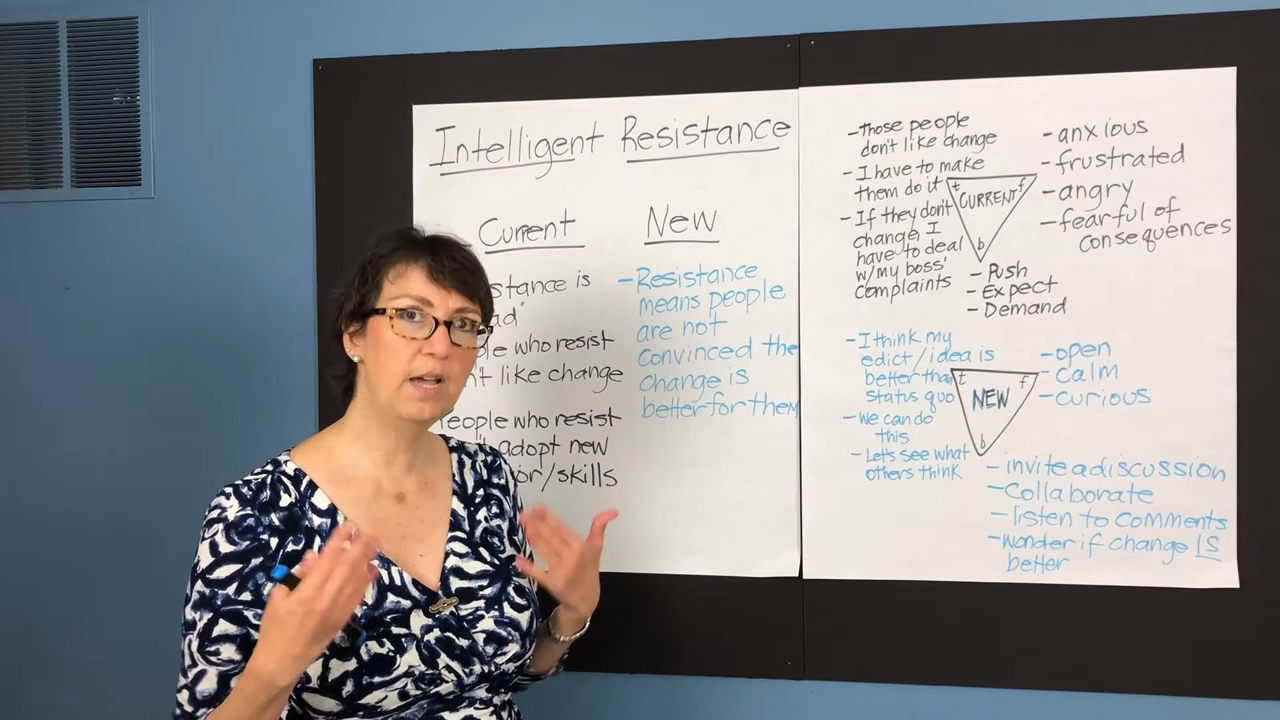 Intelligent Resistance
Current
stance is
ad"
le who resist
n't like change
eople who resist
adopt new
or/skills
New
-Resistance
means people
are not
convinced the
change is
better for them
-Those people
don't like change
-I have to make
them do it
-If they don't
change, I
have to deal
w/my boss'
complaints
t f
CURRENT
b
-anxious
-frustrated
-angry
-fearful of
consequences
-Push
-Expect
-Demand
-I think my
edict/idea is
better than
status quo
-We can do
this
-Let's see what
others think
t f
NEW
b
-open
-calm
-curious
-invite a discussion
-Collaborate
-listen to comments
-wonder if change IS
better